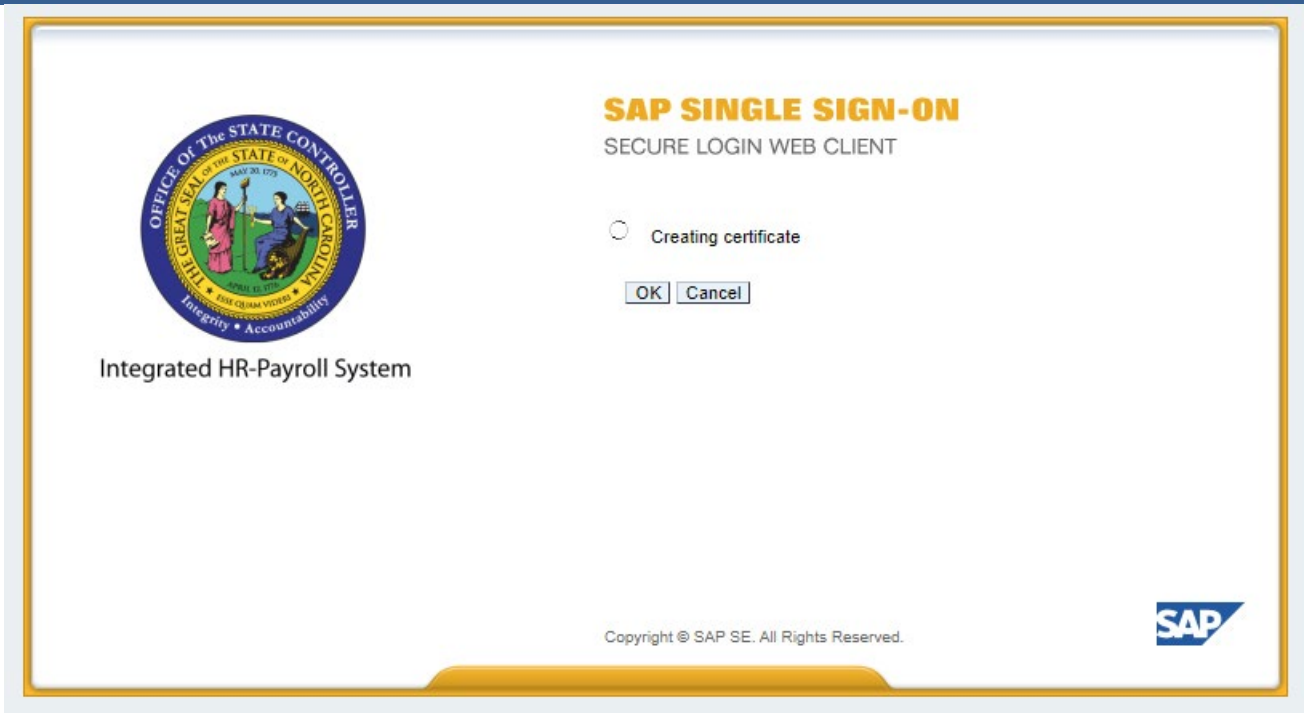 OFFICE OF The STATE CONTROLLER
THE GREAT SEAL OF THE STATE OF NORTH CAROLINA
MAY 20, 1775
APRIL 12, 1776
ESSE QUAM VIDERI
Integrity • Accountability
Integrated HR-Payroll System
SAP SINGLE SIGN-ON
SECURE LOGIN WEB CLIENT
Creating certificate
OK Cancel
Copyright © SAP SE. All Rights Reserved.
SAP